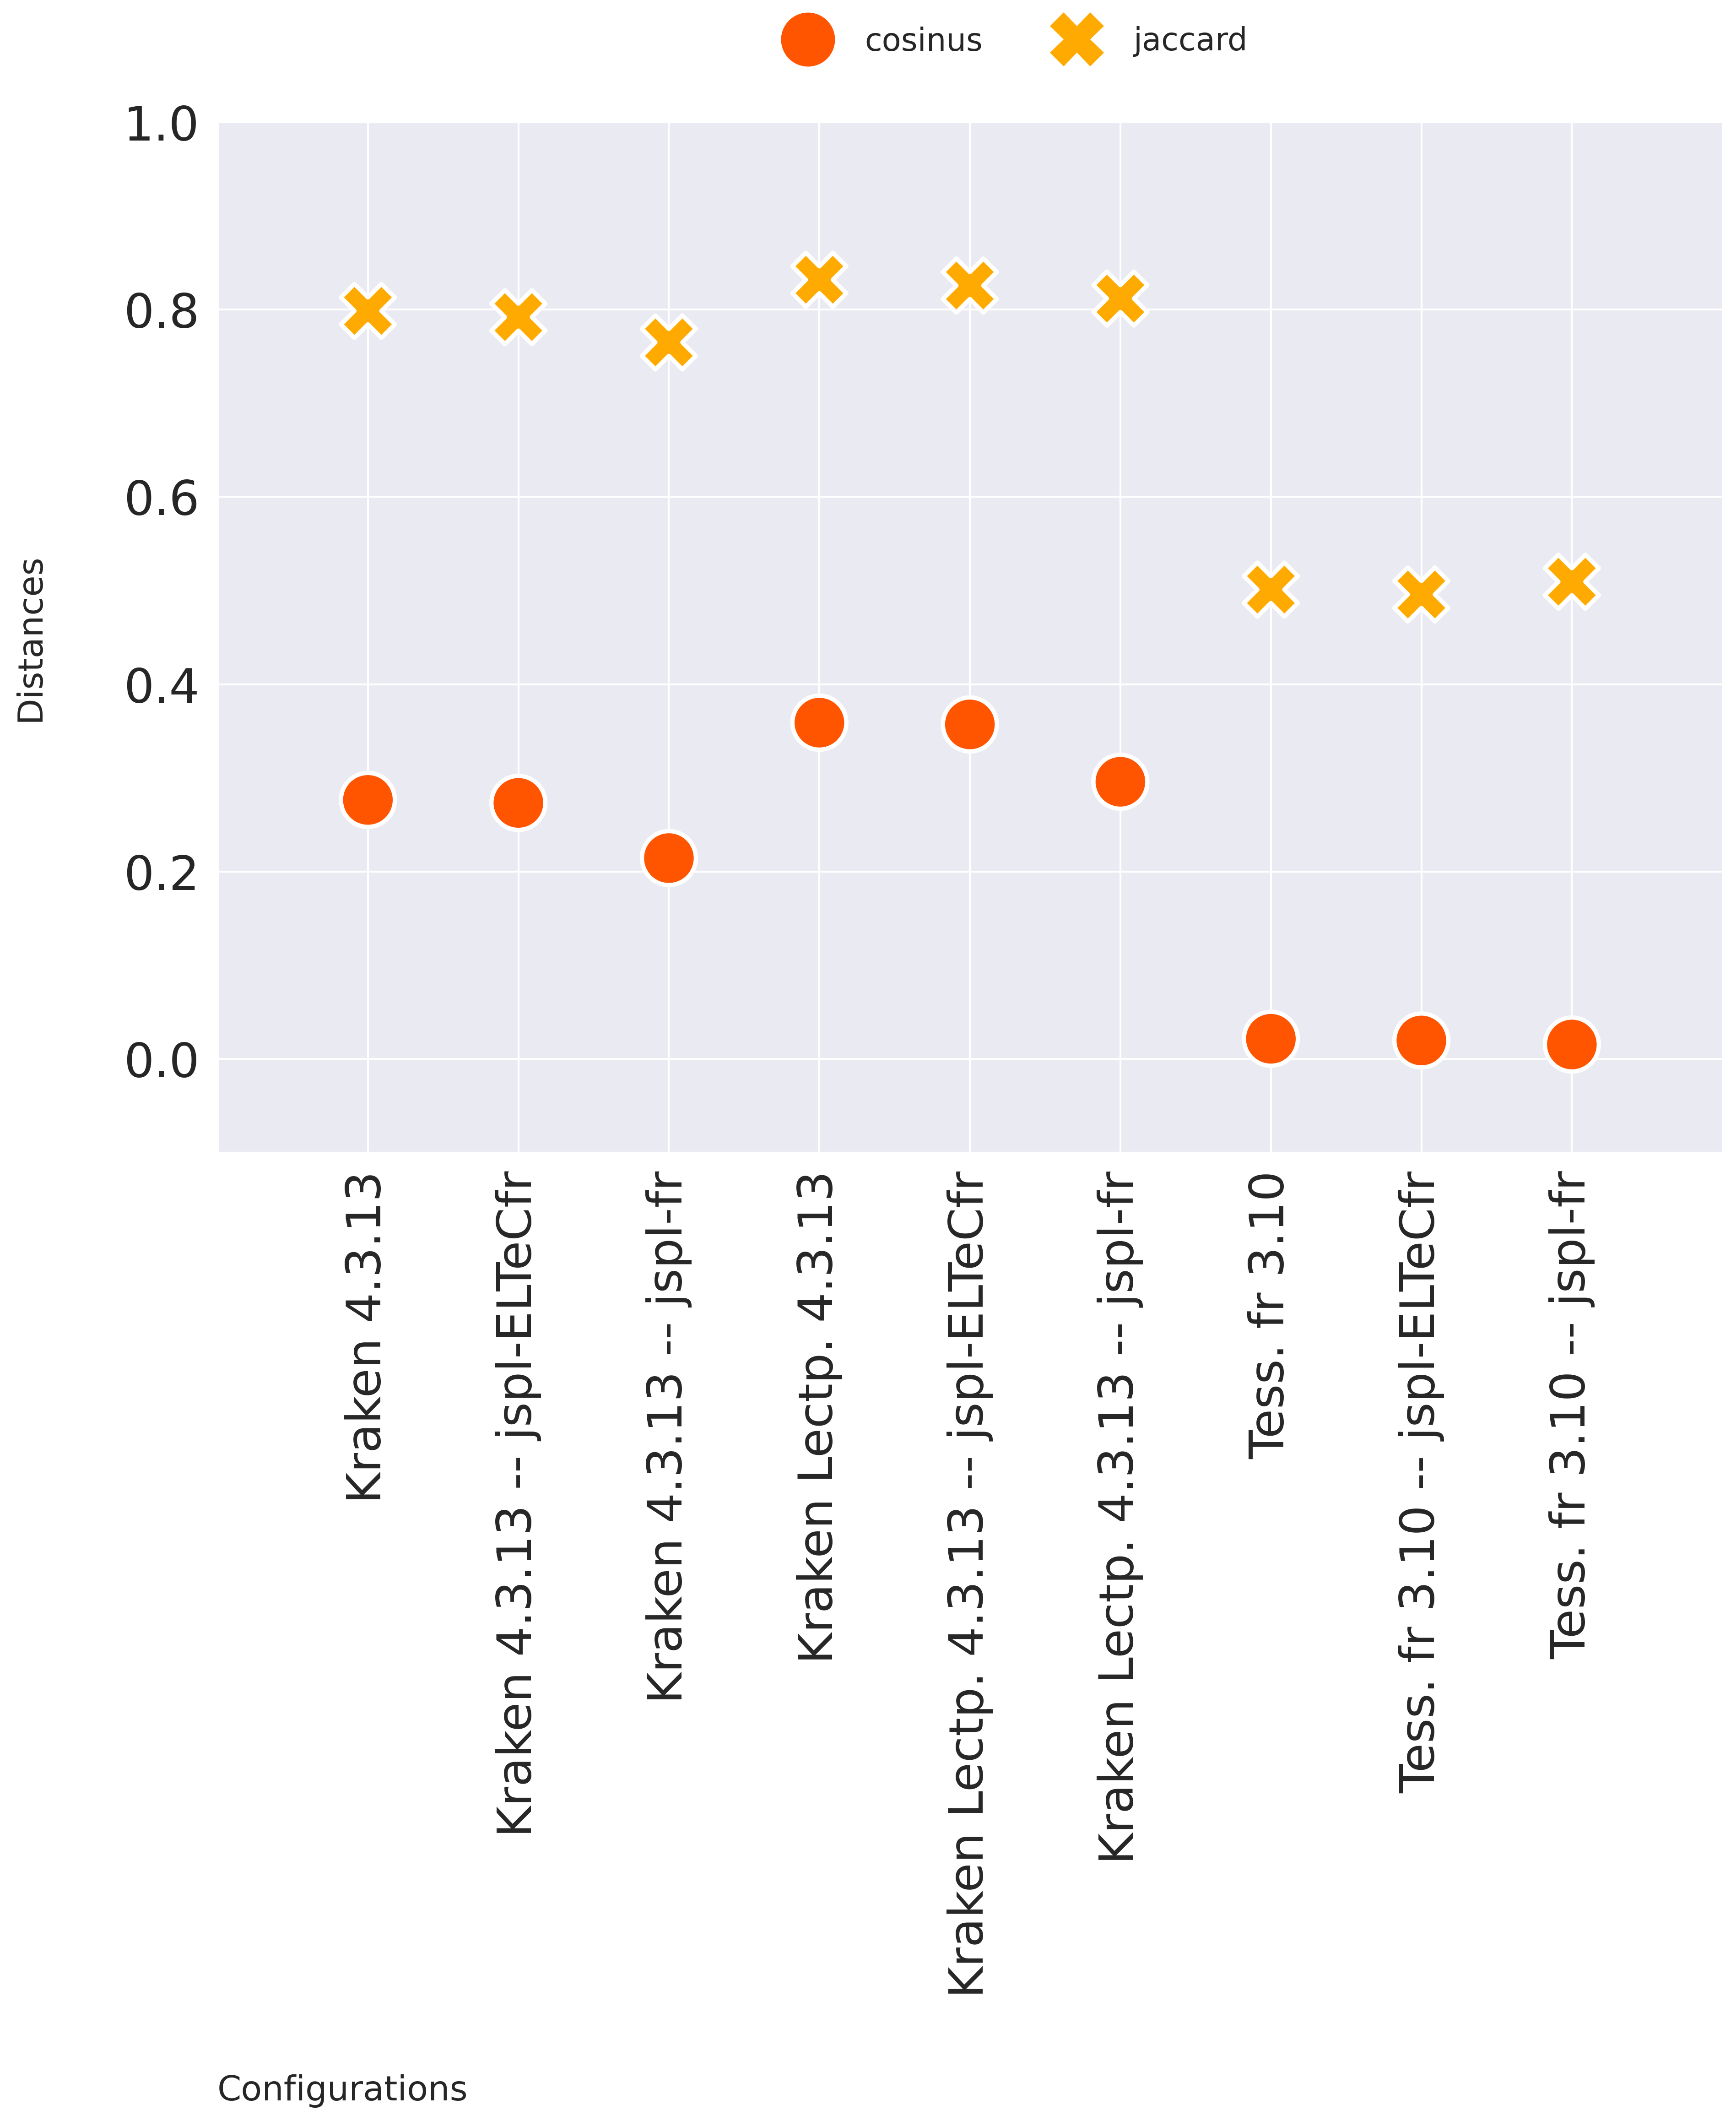 cosinus jaccard
1.0
0.8
0.6
0.4
0.2
0.0
Distances
Kraken 4.3.13
Kraken 4.3.13 -- jspl-ELTeCfr
Kraken 4.3.13 -- jspl-fr
Kraken Lectp. 4.3.13
Kraken Lectp. 4.3.13 -- jspl-ELTeCfr
Kraken Lectp. 4.3.13 -- jspl-fr
Tess. fr 3.10
Tess. fr 3.10 -- jspl-ELTeCfr
Tess. fr 3.10 -- jspl-fr
Configurations